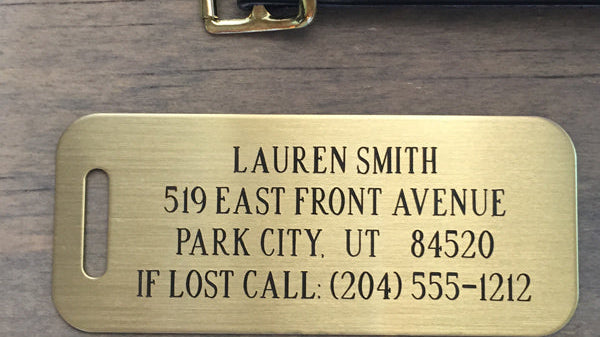 LAUREN SMITH
519 EAST FRONT AVENUE
PARK CITY, UT 84520
IF LOST CALL: (204) 555-1212